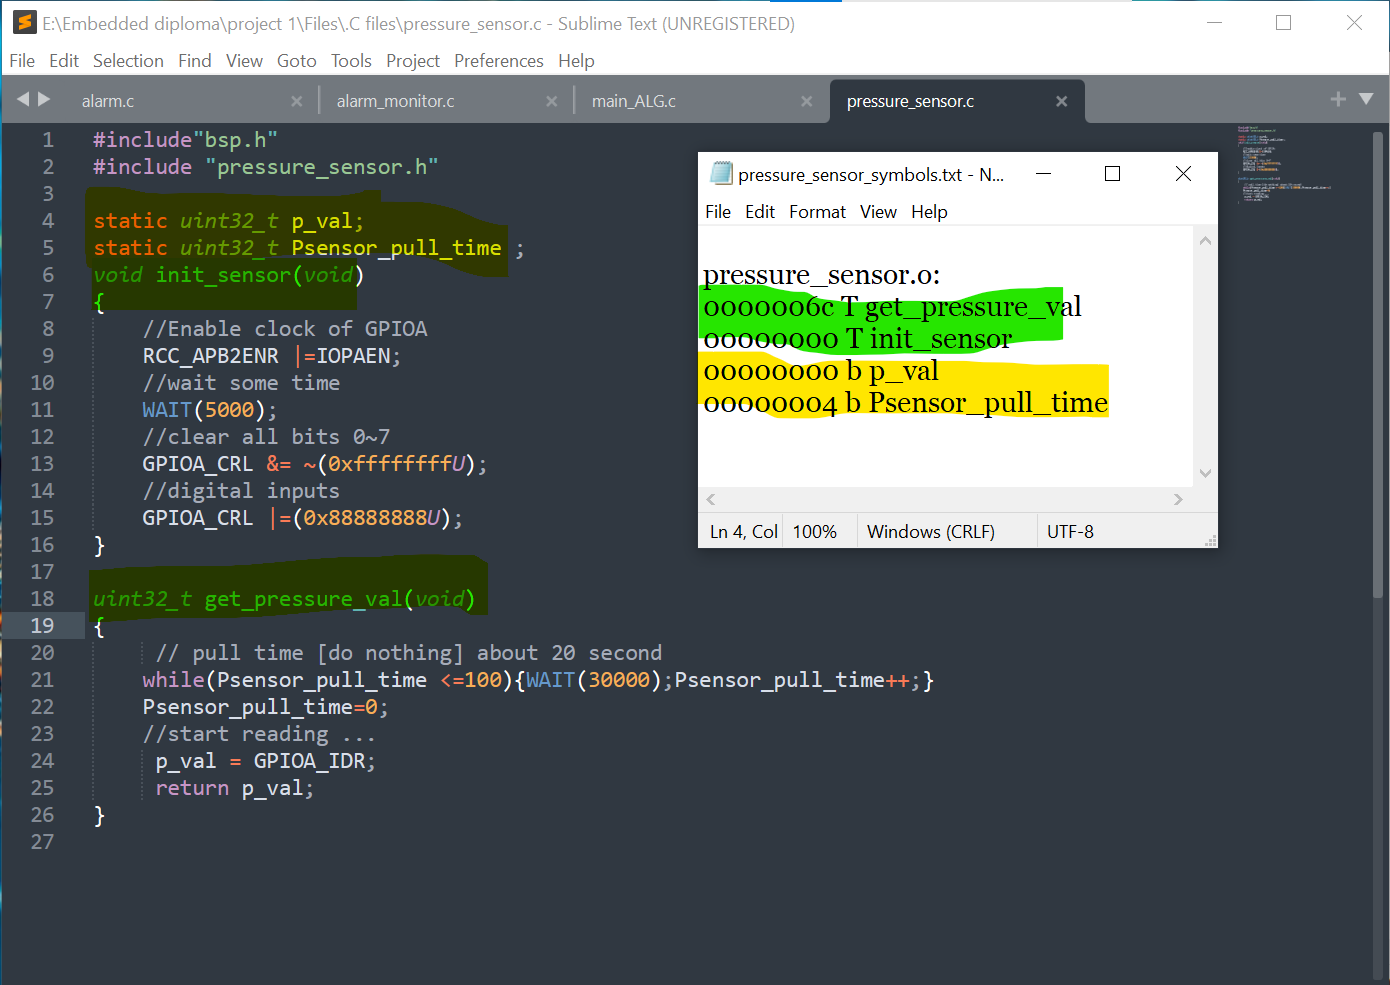 E:\Embedded diploma\project 1\Files\.C files\pressure_sensor.c - Sublime Text (UNREGISTERED)
File Edit Selection Find View Goto Tools Project Preferences Help
alarm.c alarm_monitor.c main_ALG.c pressure_sensor.c
1 #include"bsp.h"
2 #include "pressure_sensor.h"
3
4 static uint32_t p_val;
5 static uint32_t Psensor_pull_time ;
6 void init_sensor(void)
7 {
8 //Enable clock of GPIOA
9 RCC_APB2ENR |=IOPAEN;
10 //wait some time
11 WAIT(5000);
12 //clear all bits 0~7
13 GPIOA_CRL &= ~(0xffffffffU);
14 //digital inputs
15 GPIOA_CRL |=(0x88888888U);
16 }
17
18 uint32_t get_pressure_val(void)
19 {
20 // pull time [do nothing] about 20 second
21 while(Psensor_pull_time <=100){WAIT(30000);Psensor_pull_time++;}
22 Psensor_pull_time=0;
23 //start reading ...
24 p_val = GPIOA_IDR;
25 return p_val;
26 }
27
pressure_sensor_symbols.txt - N...
File Edit Format View Help
pressure_sensor.o:
0000006c T get_pressure_val
00000000 T init_sensor
00000000 b p_val
00000004 b Psensor_pull_time
Ln 4, Col 100% Windows (CRLF) UTF-8